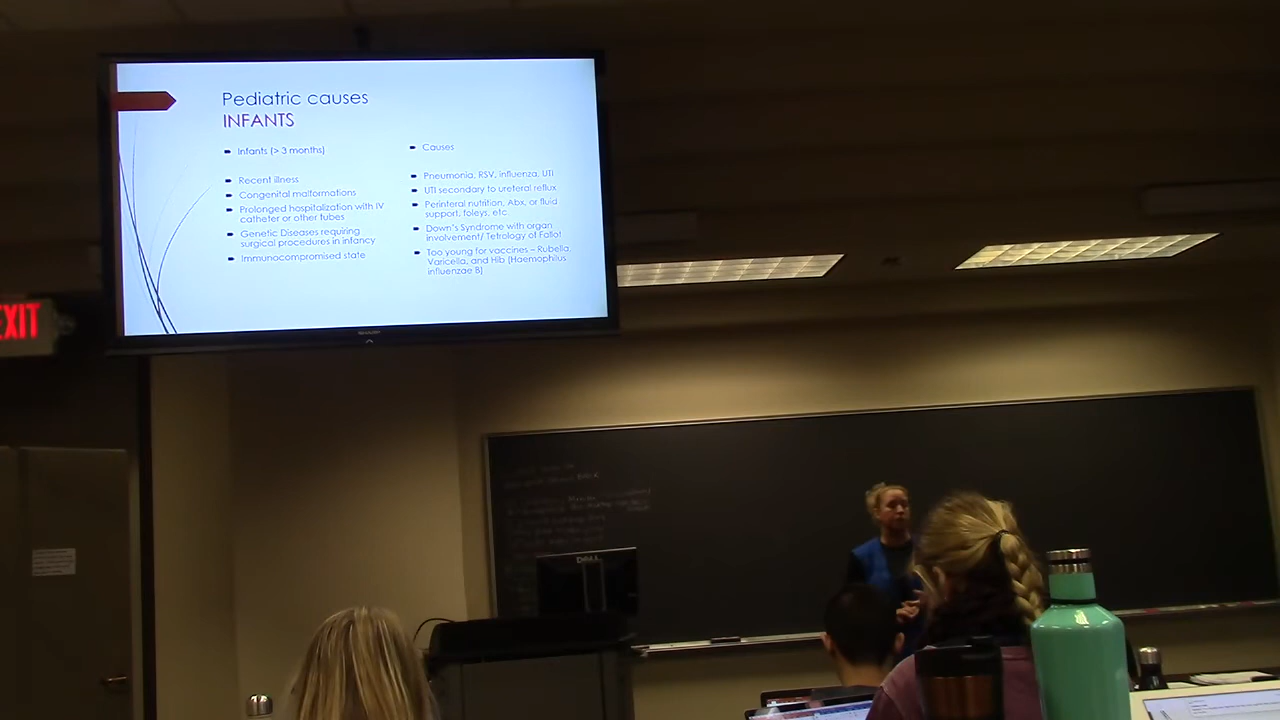 Pediatric causes
INFANTS
Infants (> 3 months)
Recent illness
Congenital malformations
Prolonged hospitalization with IV
catheter or other tubes
Genetic Diseases requiring
surgical procedures in infancy
Immunocompromised state
Causes
Pneumonia, RSV, influenza, UTI
UTI secondary to ureteral reflux
Perinteral nutrition, Abx, or fluid
support, foleys, etc
Down's Syndrome with organ
involvement/ Tetrology of Fallot
Too young for vaccines – Rubella,
Varicella, and Hib (Haemophilus
influenzae B)
EXIT
DELL